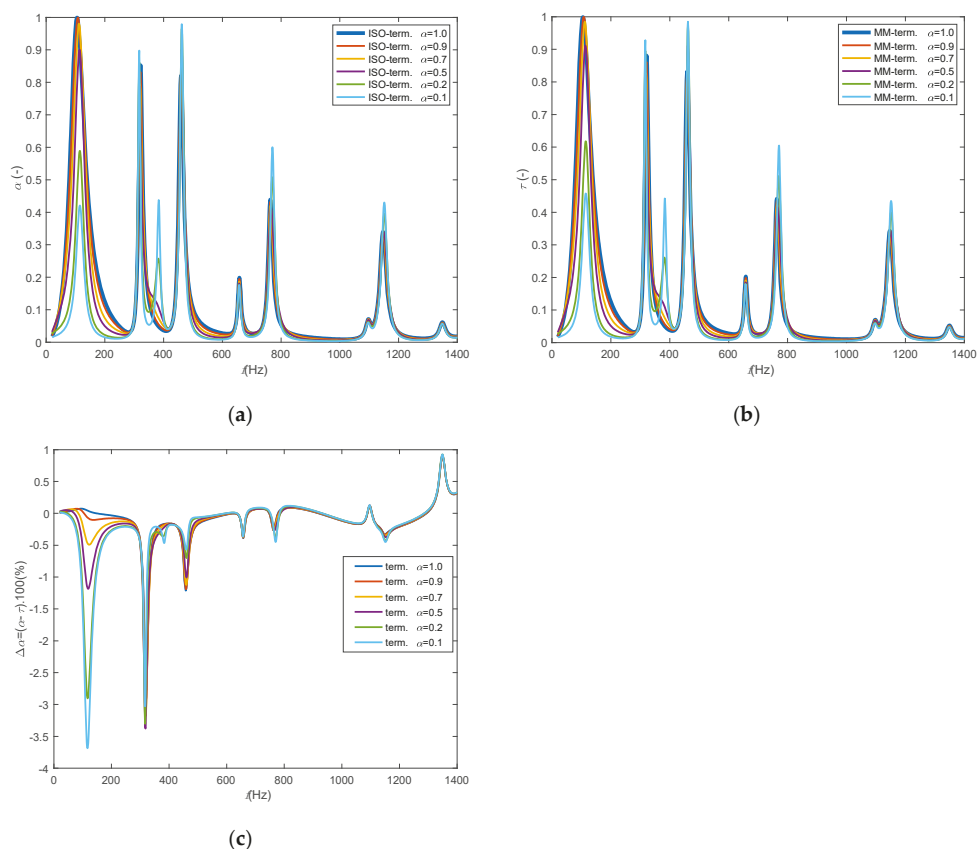 1
0.9
0.8
0.7
0.6
0.5
0.4
0.3
0.2
0.1
0
α (-)
0 200 400 600 800 1000 1200 1400
f(Hz)
ISO-term. α=1.0
ISO-term. α=0.9
ISO-term. α=0.7
ISO-term. α=0.5
ISO-term. α=0.2
ISO-term. α=0.1
(a)
1
0.9
0.8
0.7
0.6
0.5
0.4
0.3
0.2
0.1
0
τ (-)
0 200 400 600 800 1000 1200 1400
f(Hz)
MM-term. α=1.0
MM-term. α=0.9
MM-term. α=0.7
MM-term. α=0.5
MM-term. α=0.2
MM-term. α=0.1
(b)
1
0.5
0
-0.5
-1
-1.5
-2
-2.5
-3
-3.5
-4
Δα=(α-τ).100(%)
0 200 400 600 800 1000 1200 1400
f(Hz)
term. α=1.0
term. α=0.9
term. α=0.7
term. α=0.5
term. α=0.2
term. α=0.1
(c)